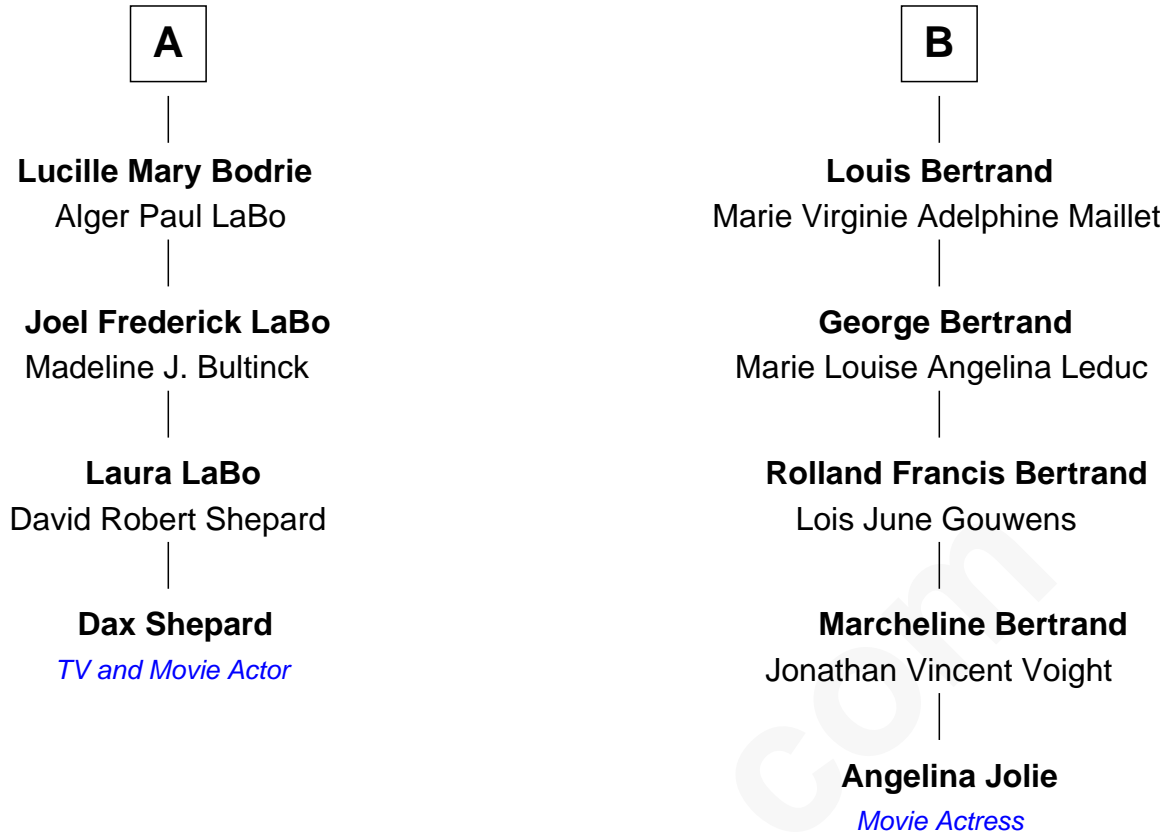 A
Lucille Mary Bodrie
Alger Paul LaBo
Joel Frederick LaBo
Madeline J. Bultinck
Laura LaBo
David Robert Shepard
Dax Shepard
TV and Movie Actor
B
Louis Bertrand
Marie Virginie Adelphine Maillet
George Bertrand
Marie Louise Angelina Leduc
Rolland Francis Bertrand
Lois June Gouwens
Marcheline Bertrand
Jonathan Vincent Voight
Angelina Jolie
Movie Actress
com